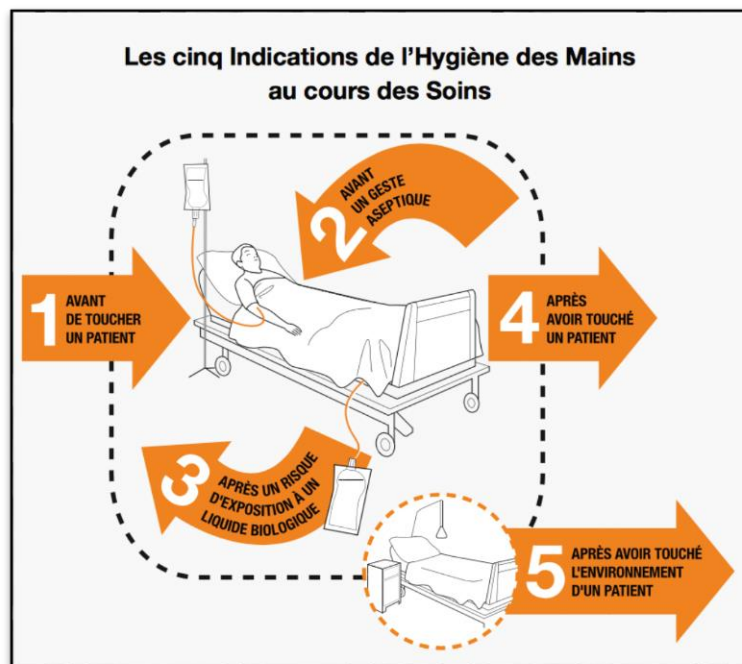 Les cinq Indications de l'Hygiène des Mains
au cours des Soins
1
AVANT
DE TOUCHER
UN PATIENT
2
AVANT
UN GESTE
ASEPTIQUE
3
APRÈS UN RISQUE
D'EXPOSITION À UN
LIQUIDE BIOLOGIQUE
4
APRÈS
AVOIR TOUCHÉ
UN PATIENT
5
APRÈS AVOIR TOUCHÉ
L'ENVIRONNEMENT
D'UN PATIENT